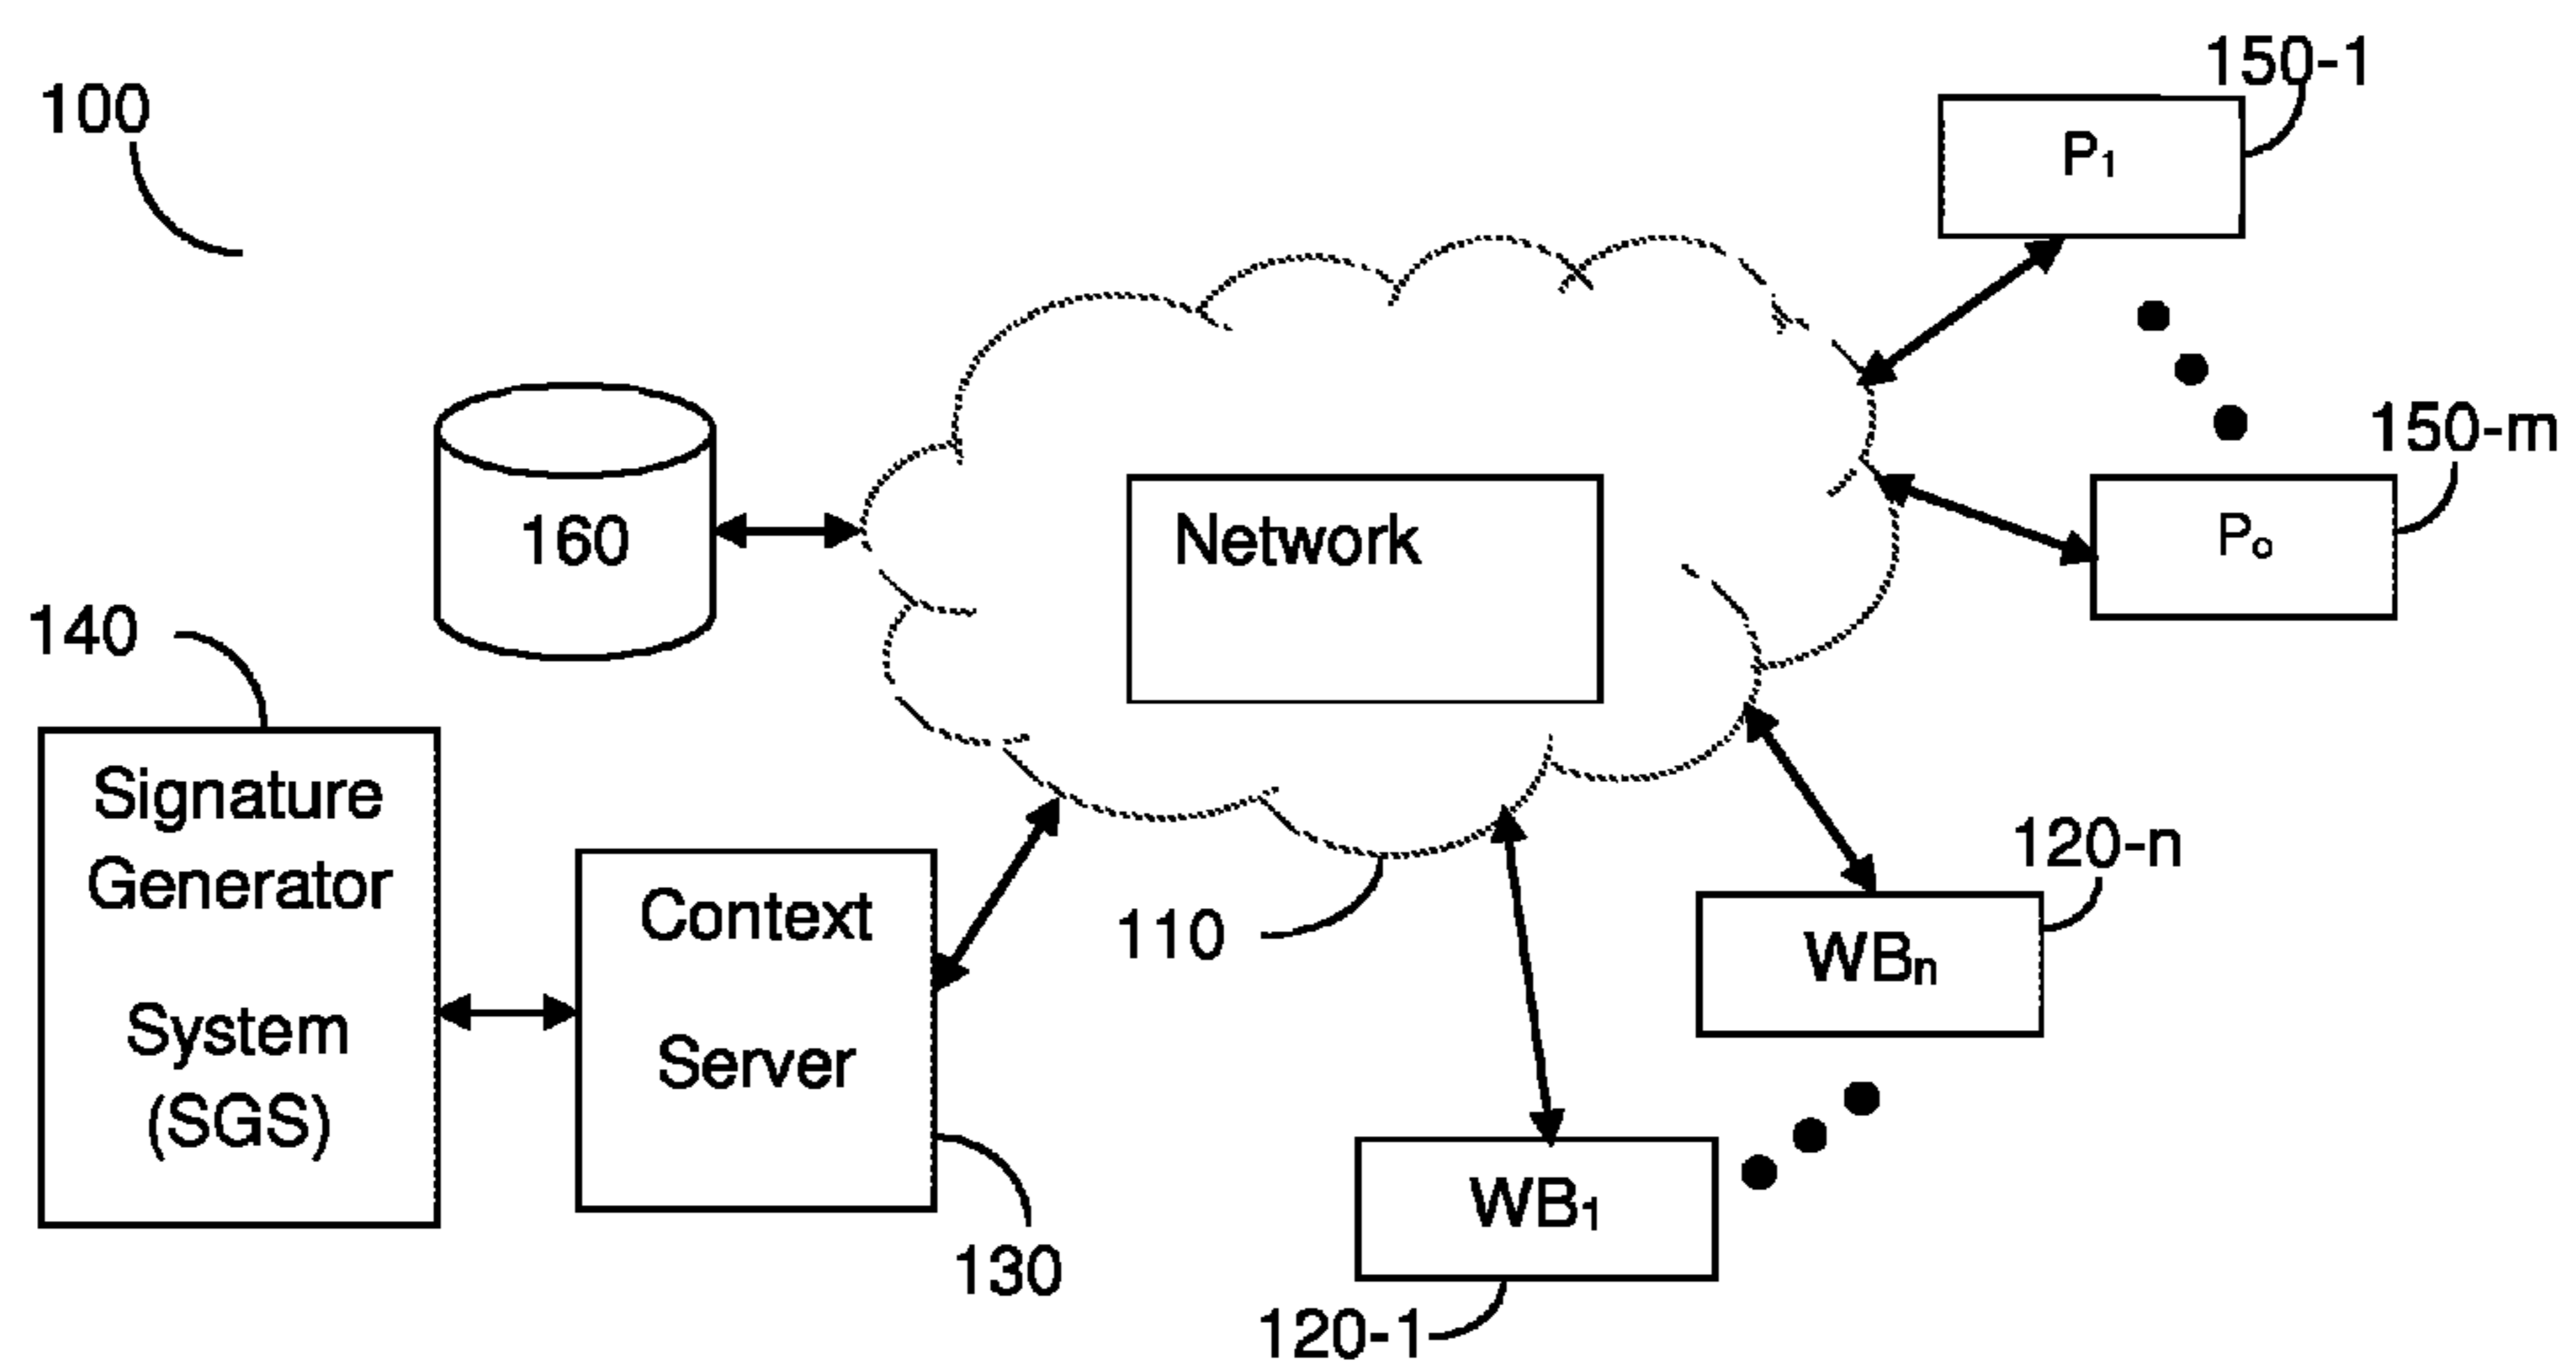 150-1
100
P1
150-m
160
Network
Po
140
Signature
Generator
System
(SGS)
Context
Server
110
120-n
WBn
WB1
130
120-1